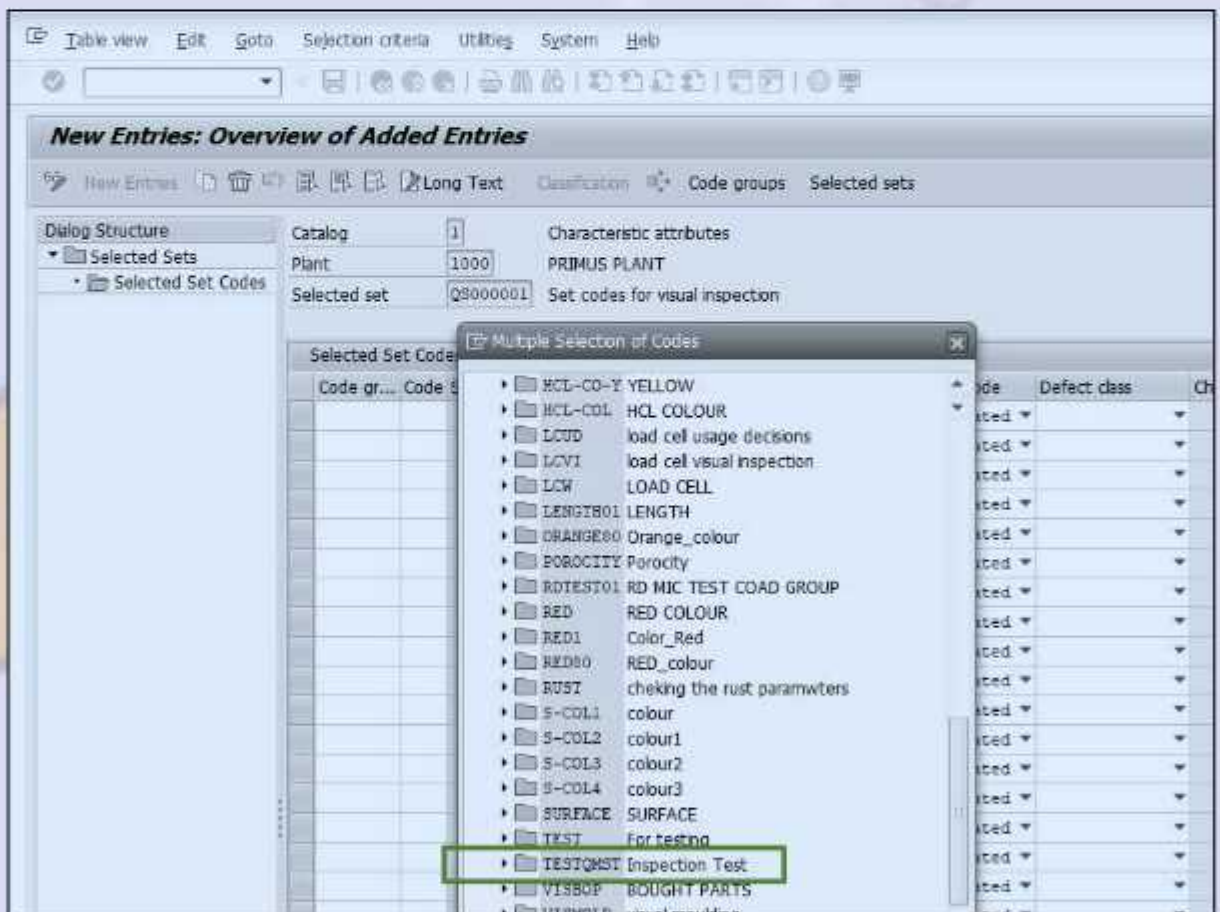 Table view Edit Goto Selection criteria Utilities System Help
New Entries: Overview of Added Entries
New Entries Long Text Classification Code groups Selected sets
Dialog Structure
Selected Sets
Selected Set Codes
Catalog 1 Characteristic attributes
Plant 1000 PRIMUS PLANT
Selected set QS000001 Set codes for visual inspection
Multiple Selection of Codes
Selected Set Code
Code gr... Code Defect class
HCL-CO-Y YELLOW
HCL-COL HCL COLOUR
LCUD load cell usage decisions
LCVI load cell visual inspection
LCW LOAD CELL
LENGTH01 LENGTH
ORANGE80 Orange_colour
POROCITY Porocity
RDTEST01 RD MIC TEST COAD GROUP
RED RED COLOUR
RED1 Color_Red
RED80 RED_colour
RUST cheking the rust paramwters
S-COL1 colour
S-COL2 colour1
S-COL3 colour2
S-COL4 colour3
SURFACE SURFACE
TEST For testing
TESTQMST Inspection Test
VISBOP BOUGHT PARTS